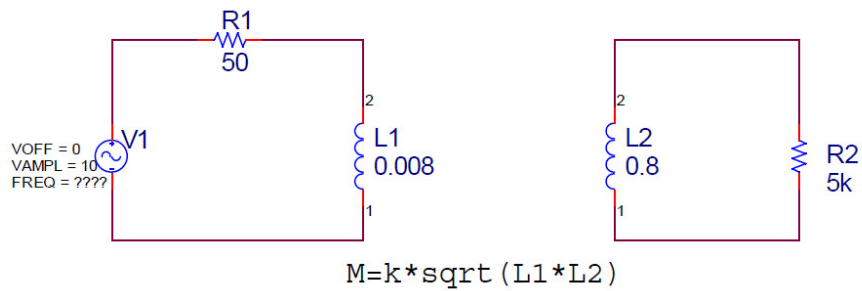 R1
50
2
2
V1
L1
L2
VOFF = 0
VAMPL = 10
FREQ = ????
0.008
0.8
R2
5k
1
1
M=k*sqrt(L1*L2)